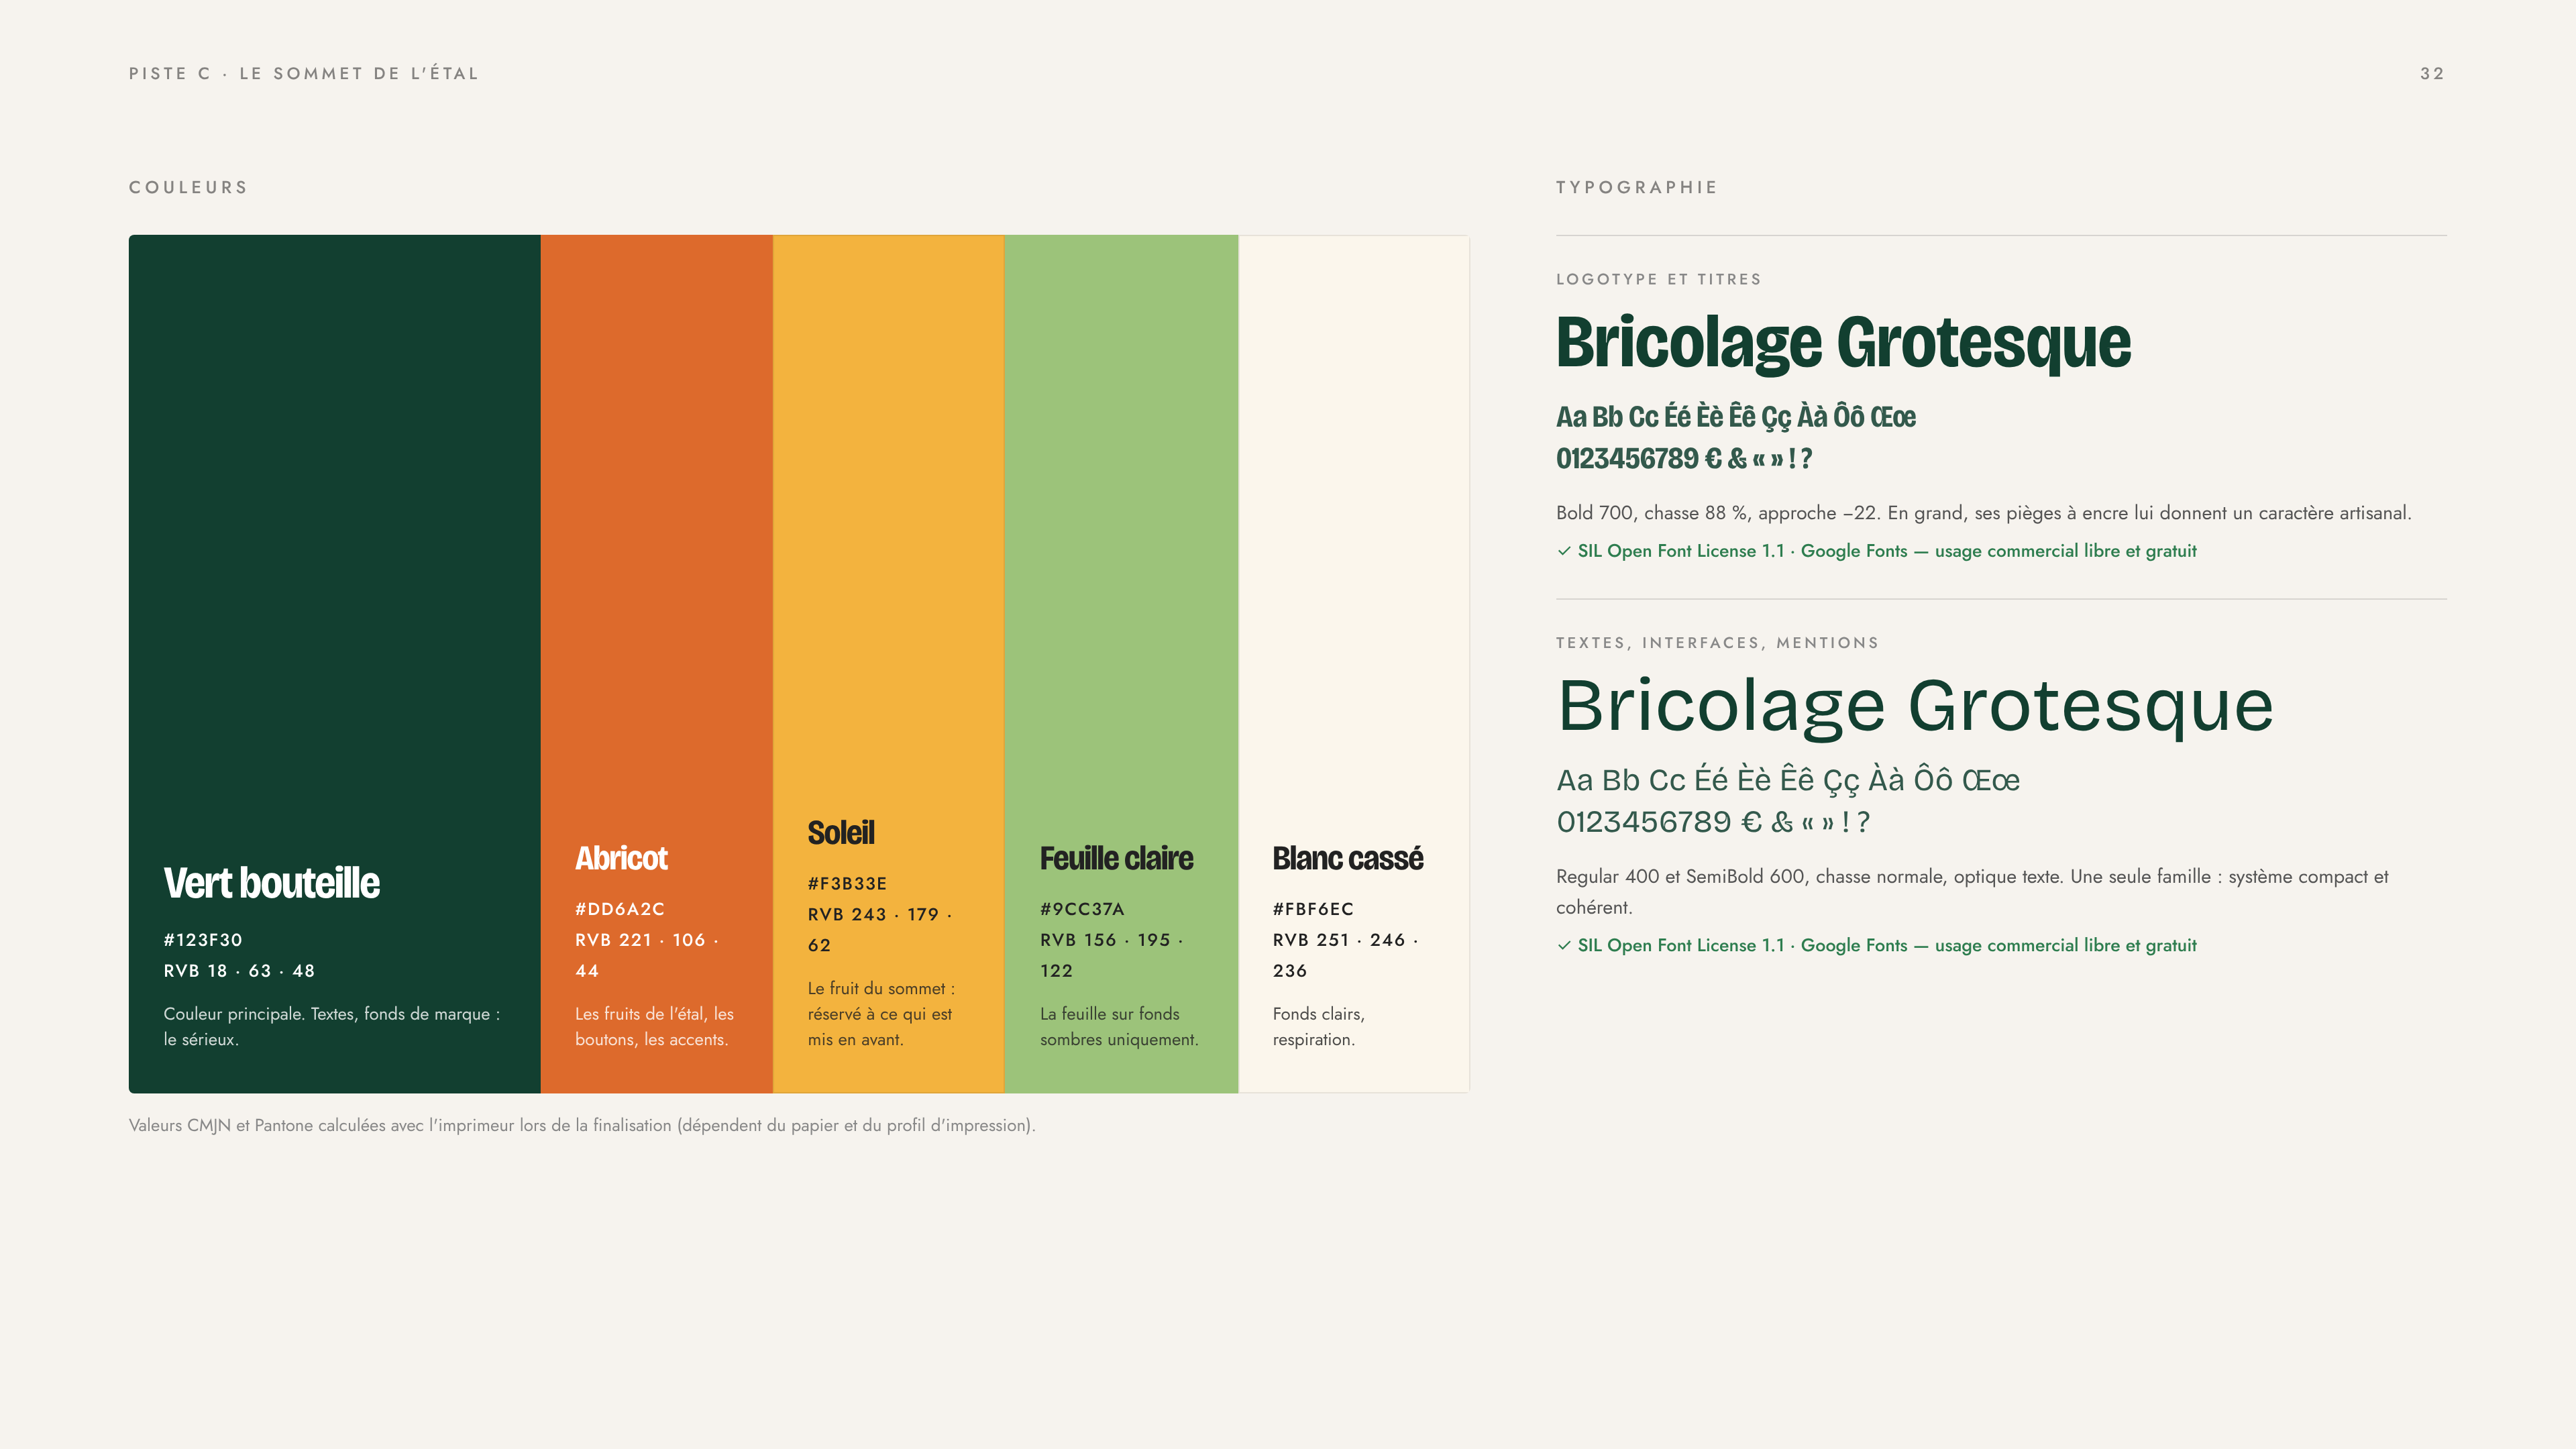 PISTE C · LE SOMMET DE L'ÉTAL
32
COULEURS
Vert bouteille
#123F30
RVB 18 · 63 · 48
Couleur principale. Textes, fonds de marque :
le sérieux.
Abricot
#DD6A2C
RVB 221 · 106 ·
44
Les fruits de l'étal, les
boutons, les accents.
Soleil
#F3B33E
RVB 243 · 179 ·
62
Le fruit du sommet :
réservé à ce qui est
mis en avant.
Feuille claire
#9CC37A
RVB 156 · 195 ·
122
La feuille sur fonds
sombres uniquement.
Blanc cassé
#FBF6EC
RVB 251 · 246 ·
236
Fonds clairs,
respiration.
Valeurs CMJN et Pantone calculées avec l'imprimeur lors de la finalisation (dépendent du papier et du profil d'impression).
TYPOGRAPHIE
LOGOTYPE ET TITRES
Bricolage Grotesque
Aa Bb Cc Éé Èè Êê Çç Àà Ôô Œœ
0123456789 € & « » ! ?
Bold 700, chasse 88 %, approche −22. En grand, ses pièges à encre lui donnent un caractère artisanal.
✓ SIL Open Font License 1.1 · Google Fonts — usage commercial libre et gratuit
TEXTES, INTERFACES, MENTIONS
Bricolage Grotesque
Aa Bb Cc Éé Èè Êê Çç Àà Ôô Œœ
0123456789 € & « » ! ?
Regular 400 et SemiBold 600, chasse normale, optique texte. Une seule famille : système compact et
cohérent.
✓ SIL Open Font License 1.1 · Google Fonts — usage commercial libre et gratuit